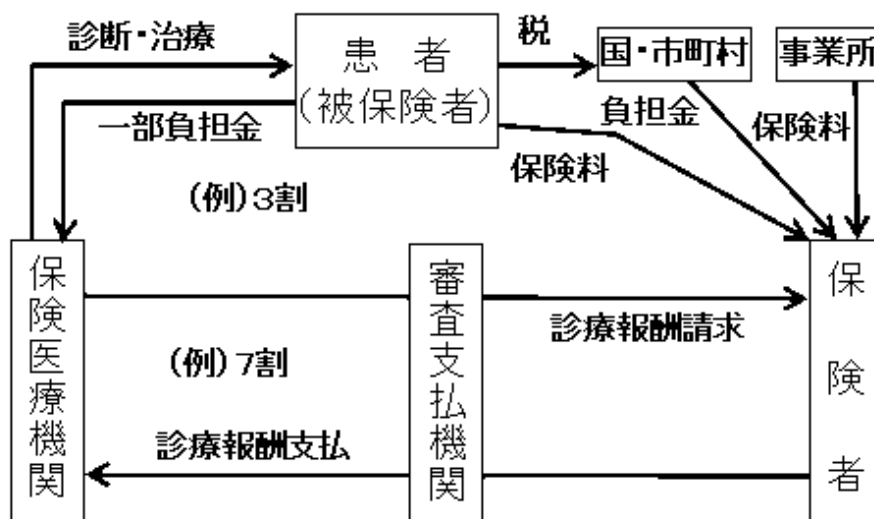 診断・治療
患者
(被保険者)
税
国・市町村
事業所
一部負担金
負担金
保険料
保険料
(例)3割
保険医療機関
審査支払機関
保険者
診療報酬請求
(例)7割
診療報酬支払